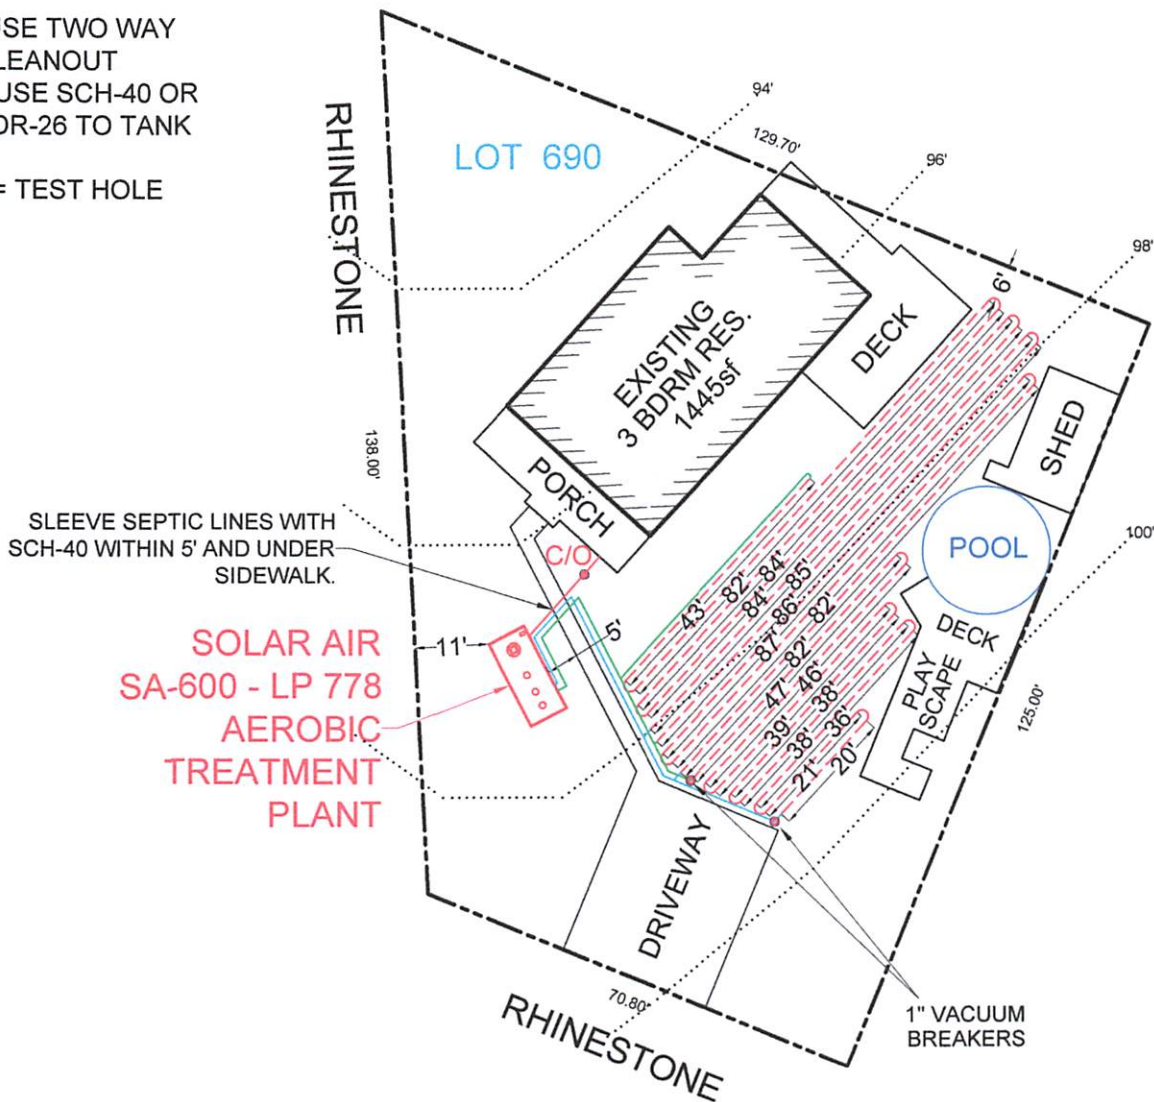 USE TWO WAY
LEANOUT
USE SCH-40 OR
DR-26 TO TANK
= TEST HOLE
LOT 690
RHINESTONE
94'
129.70'
96'
98'
6'
EXISTING
3 BDRM RES.
1445sf
DECK
SHED
138.00'
PORCH
SLEEVE SEPTIC LINES WITH
SCH-40 WITHIN 5' AND UNDER
SIDEWALK.
C/O
POOL
100'
DECK
PLAY
SCAPE
125.00'
SOLAR AIR
SA-600 - LP 778
AEROBIC
TREATMENT
PLANT
11'
5'
43'
82'
84'
84'
85'
86'
87'
82'
82'
46'
47'
38'
39'
36'
38'
20'
21'
DRIVEWAY
70.80'
RHINESTONE
1" VACUUM
BREAKERS